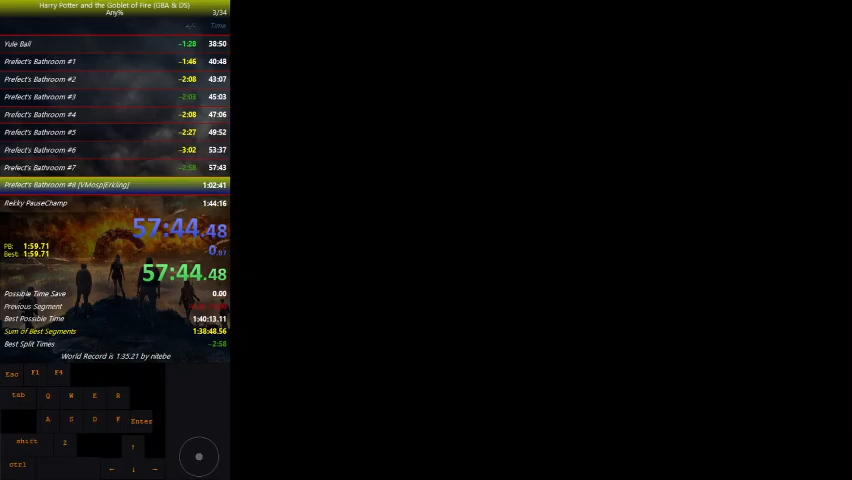 Harry Potter and the Goblet of Fire (GBA & DS)
Any% 3/34
+/- Time
Yule Ball −1:28 38:50
Prefect's Bathroom #1 −1:46 40:48
Prefect's Bathroom #2 −2:08 43:07
Prefect's Bathroom #3 −2:03 45:03
Prefect's Bathroom #4 −2:08 47:06
Prefect's Bathroom #5 −2:27 49:52
Prefect's Bathroom #6 −3:02 53:37
Prefect's Bathroom #7 −2:58 57:43
Prefect's Bathroom #8 [VMosp|Erkling] 1:02:41
Rekky PauseChamp 1:44:16
57:44.48
PB: 1:59.71
Best: 1:59.71
0.97
57:44.48
Possible Time Save 0.00
Previous Segment
Best Possible Time 1:40:13.11
Sum of Best Segments 1:38:48.56
Best Split Times −2:58
World Record is 1:35:21 by nitebe
Esc F1 F4
tab Q W E R
A S D F Enter
shift Z ↑
ctrl ← ↓ →